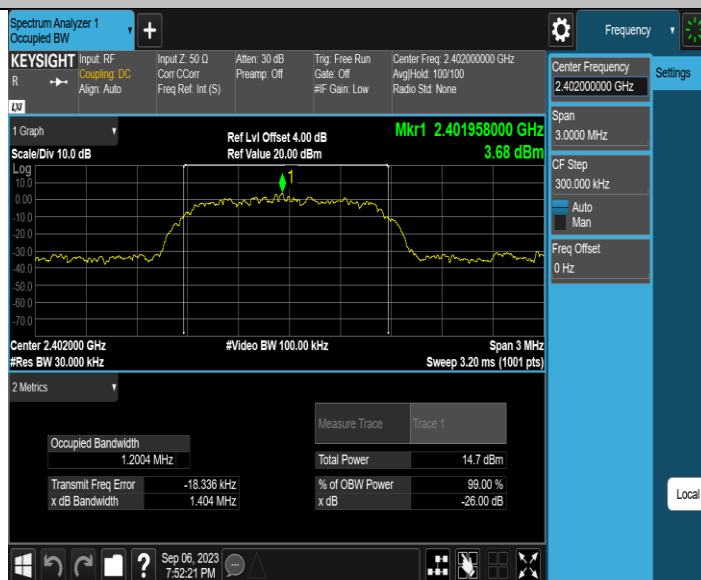 Spectrum Analyzer 1
Occupied BW
+
Frequency
KEYSIGHT
R
LXI
Input: RF
Coupling: DC
Align: Auto
Input Z: 50 Ω
Corr CCorr
Freq Ref: Int (S)
Atten: 30 dB
Preamp: Off
Trig: Free Run
Gate: Off
#IF Gain: Low
Center Freq: 2.402000000 GHz
Avg|Hold: 100/100
Radio Std: None
Center Frequency
2.402000000 GHz
Settings
Span
3.0000 MHz
CF Step
300.000 kHz
Auto
Man
Freq Offset
0 Hz
Local
1 Graph
Scale/Div 10.0 dB
Ref Lvl Offset 4.00 dB
Ref Value 20.00 dBm
Mkr1 2.401958000 GHz
3.68 dBm
Log
10.0
0.00
-10.0
-20.0
-30.0
-40.0
-50.0
-60.0
-70.0
1
Center 2.402000 GHz
#Res BW 30.000 kHz
#Video BW 100.00 kHz
Span 3 MHz
Sweep 3.20 ms (1001 pts)
2 Metrics
Measure Trace
Trace 1
Occupied Bandwidth
1.2004 MHz
Total Power
14.7 dBm
Transmit Freq Error
-18.336 kHz
% of OBW Power
99.00 %
x dB Bandwidth
1.404 MHz
x dB
-26.00 dB
?
Sep 06, 2023
7:52:21 PM